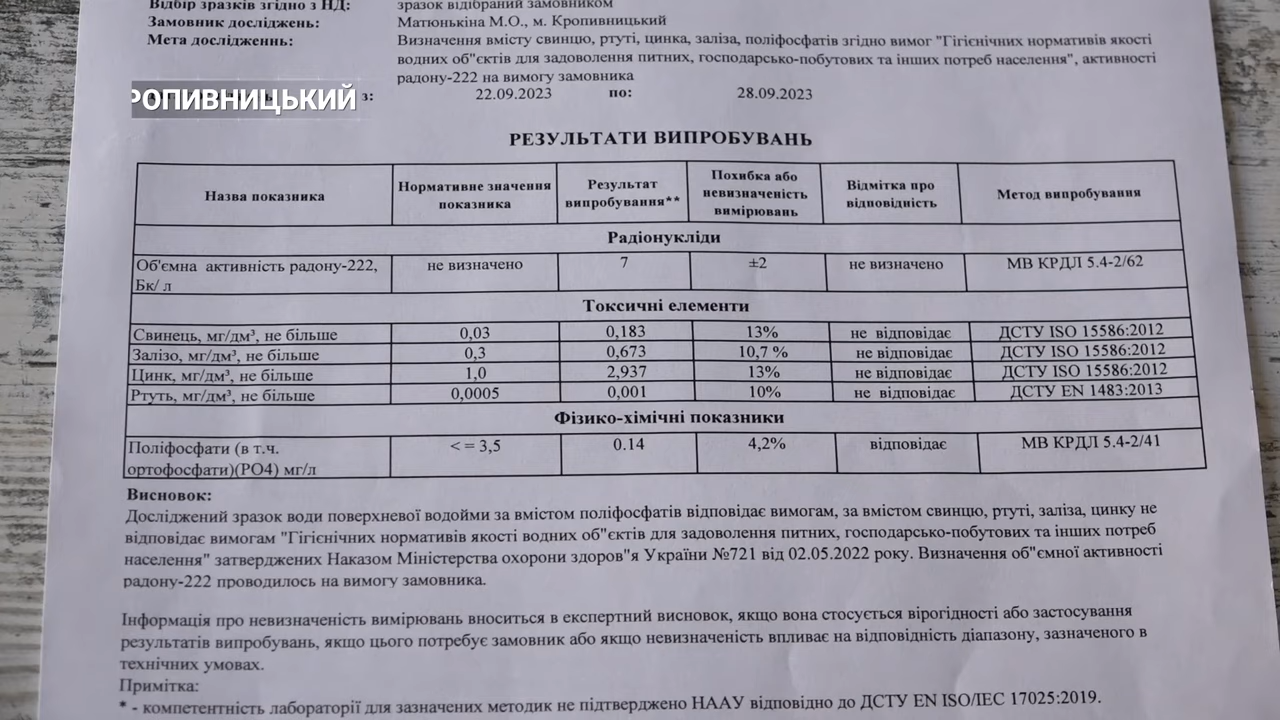 Відбір зразків згідно з НД: зразок відібраний замовником
Замовник досліджень: Матюнькіна М.О., м. Кропивницький
Мета дослідженнь: Визначення вмісту свинцю, ртуті, цинка, заліза, поліфосфатів згідно вимог "Гігієнічних нормативів якості
водних об"єктів для задоволення питних, господарсько-побутових та інших потреб населення", активності
радону-222 на вимогу замовника
РОПИВНИЦЬКИЙ
з: 22.09.2023 по: 28.09.2023
РЕЗУЛЬТАТИ ВИПРОБУВАНЬ
Назва показника Нормативне значення показника Результат випробування** Похибка або невизначеність вимірювань Відмітка про відповідність Метод випробування
Радіонукліди
Об'ємна активність радону-222, не визначено 7 ±2 не визначено МВ КРДЛ 5.4-2/62
Бк/ л
Токсичні елементи
Свинець, мг/дм³, не більше 0,03 0,183 13% не відповідає ДСТУ ISO 15586:2012
Залізо, мг/дм³, не більше 0,3 0,673 10,7 % не відповідає ДСТУ ISO 15586:2012
Цинк, мг/дм³, не більше 1,0 2,937 13% не відповідає ДСТУ ISO 15586:2012
Ртуть, мг/дм³, не більше 0,0005 0,001 10% не відповідає ДСТУ EN 1483:2013
Фізико-хімічні показники
Поліфосфати (в т.ч. < = 3,5 0.14 4,2% відповідає МВ КРДЛ 5.4-2/41
ортофосфати)(РО4) мг/л
Висновок:
Досліджений зразок води поверхневої водойми за вмістом поліфосфатів відповідає вимогам, за вмістом свинцю, ртуті, заліза, цинку не
відповідає вимогам "Гігієнічних нормативів якості водних об"єктів для задоволення питних, господарсько-побутових та інших потреб
населення" затверджених Наказом Міністерства охорони здоров"я України №721 від 02.05.2022 року. Визначення об"ємної активності
радону-222 проводилось на вимогу замовника.
Інформація про невизначеність вимірювань вноситься в експертний висновок, якщо вона стосується вірогідності або застосування
результатів випробувань, якщо цього потребує замовник або якщо невизначеність впливає на відповідність діапазону, зазначеного в
технічних умовах.
Примітка:
* - компетентність лабораторії для зазначених методик не підтверджено НААУ відповідно до ДСТУ EN ISO/IEC 17025:2019.